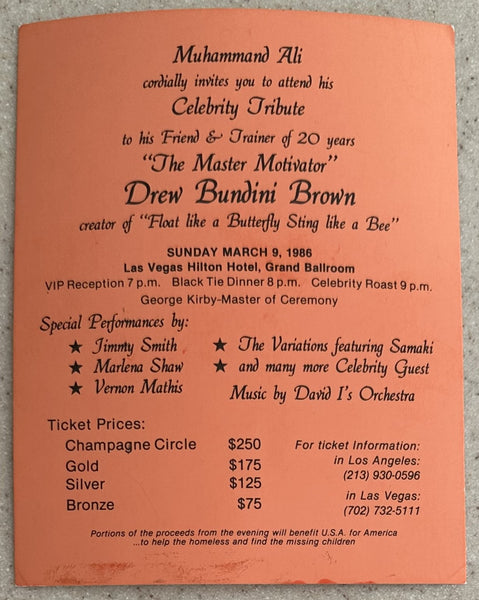 Muhammand Ali
cordially invites you to attend his
Celebrity Tribute
to his Friend & Trainer of 20 years
"The Master Motivator"
Drew Bundini Brown
creator of "Float like a Butterfly Sting like a Bee"
SUNDAY MARCH 9, 1986
Las Vegas Hilton Hotel, Grand Ballroom
VIP Reception 7 p.m. Black Tie Dinner 8 p.m. Celebrity Roast 9 p.m.
George Kirby-Master of Ceremony
Special Performances by:
★ Jimmy Smith
★ Marlena Shaw
★ Vernon Mathis
★ The Variations featuring Samaki
★ and many more Celebrity Guest
Music by David I's Orchestra
Ticket Prices:
Champagne Circle $250
Gold $175
Silver $125
Bronze $75
For ticket Information:
in Los Angeles:
(213) 930-0596
in Las Vegas:
(702) 732-5111
Portions of the proceeds from the evening will benefit U.S.A. for America
...to help the homeless and find the missing children